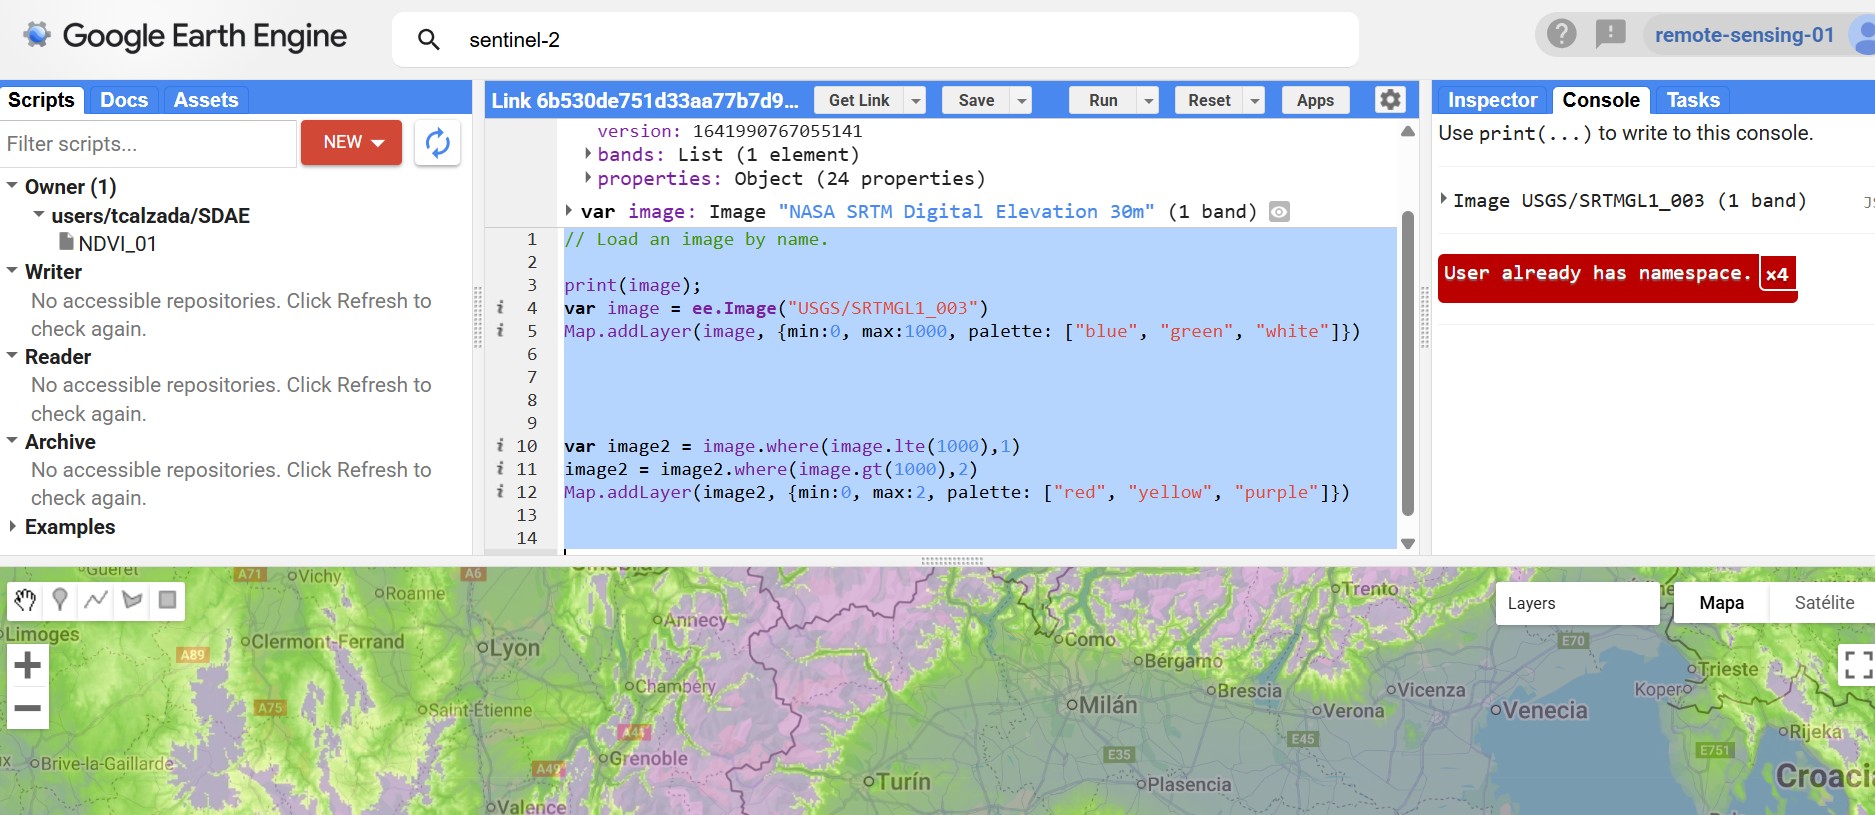 Google Earth Engine
sentinel-2
remote-sensing-01
Scripts Docs Assets
Filter scripts...
NEW
Owner (1)
users/tcalzada/SDAE
NDVI_01
Writer
No accessible repositories. Click Refresh to
check again.
Reader
No accessible repositories. Click Refresh to
check again.
Archive
No accessible repositories. Click Refresh to
check again.
Examples
Link 6b530de751d33aa77b7d9...
Get Link Save Run Reset Apps
version: 1641990767055141
bands: List (1 element)
properties: Object (24 properties)
var image: Image "NASA SRTM Digital Elevation 30m" (1 band)
1 // Load an image by name.
2
3 print(image);
i 4 var image = ee.Image("USGS/SRTMGL1_003")
i 5 Map.addLayer(image, {min:0, max:1000, palette: ["blue", "green", "white"]})
6
7
8
9
i 10 var image2 = image.where(image.lte(1000),1)
i 11 image2 = image2.where(image.gt(1000),2)
i 12 Map.addLayer(image2, {min:0, max:2, palette: ["red", "yellow", "purple"]})
13
14
Inspector Console Tasks
Use print(...) to write to this console.
Image USGS/SRTMGL1_003 (1 band)
User already has namespace. x4
Layers
Mapa Satélite
Gueret
A71
Vichy
A6
Roanne
Trento
Limoges
Clermont-Ferrand
Annecy
Lyon
Como
E70
A89
Bérgamo
Trieste
Chambéry
Brescia
Vicenza
Koper
A75
Saint-Étienne
Milán
Verona
Venecia
Rijeka
E45
E35
E751
Brive-la-Gaillarde
A49
Grenoble
Turín
Plasencia
Valence